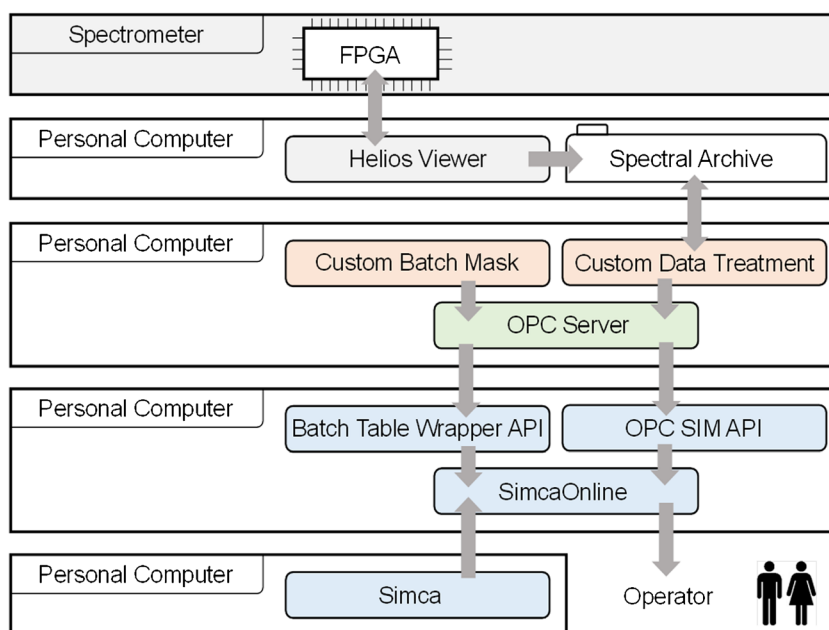 Spectrometer
FPGA
Personal Computer
Helios Viewer
Spectral Archive
Personal Computer
Custom Batch Mask
Custom Data Treatment
OPC Server
Personal Computer
Batch Table Wrapper API
OPC SIM API
SimcaOnline
Personal Computer
Simca
Operator